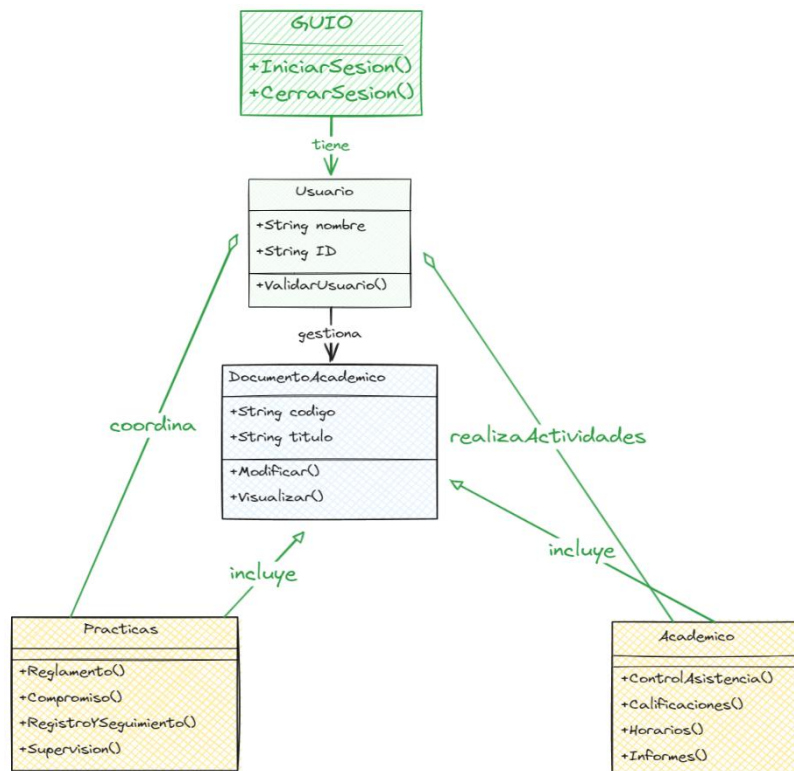 GUIO
+IniciarSesion()
+CerrarSesion()
tiene
Usuario
+String nombre
+String ID
+ValidarUsuario()
gestiona
DocumentoAcademico
+String codigo
+String titulo
+Modificar()
+Visualizar()
coordina
realizaActividades
incluye
incluye
Practicas
+Reglamento()
+Compromiso()
+RegistroYSeguimiento()
+Supervision()
Academico
+ControlAsistencia()
+Calificaciones()
+Horarios()
+Informes()